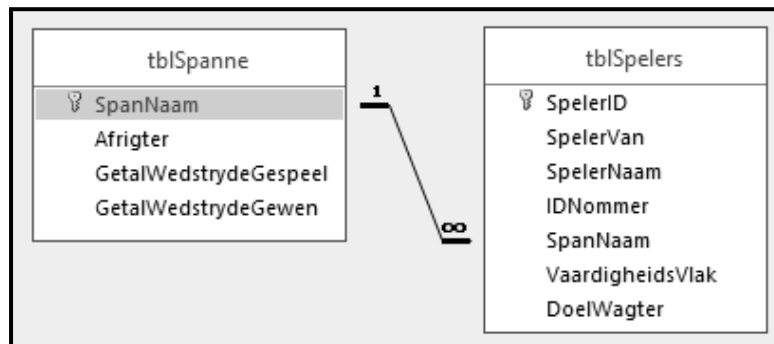 tblSpanne
SpanNaam
Afrigter
GetalWedstrydeGespeel
GetalWedstrydeGewen
1
∞
tblSpelers
SpelerID
SpelerVan
SpelerNaam
IDNommer
SpanNaam
VaardigheidsVlak
DoelWagter